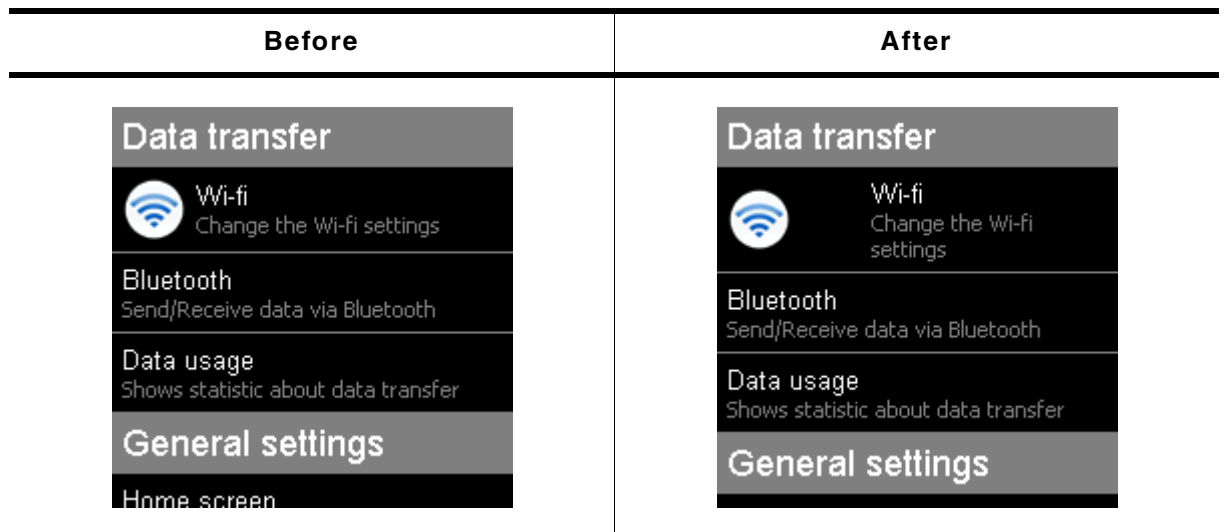 Before
After
Data transfer
Wi-fi
Change the Wi-fi settings
Bluetooth
Send/Receive data via Bluetooth
Data usage
Shows statistic about data transfer
General settings
Home screen
Data transfer
Wi-fi
Change the Wi-fi
settings
Bluetooth
Send/Receive data via Bluetooth
Data usage
Shows statistic about data transfer
General settings